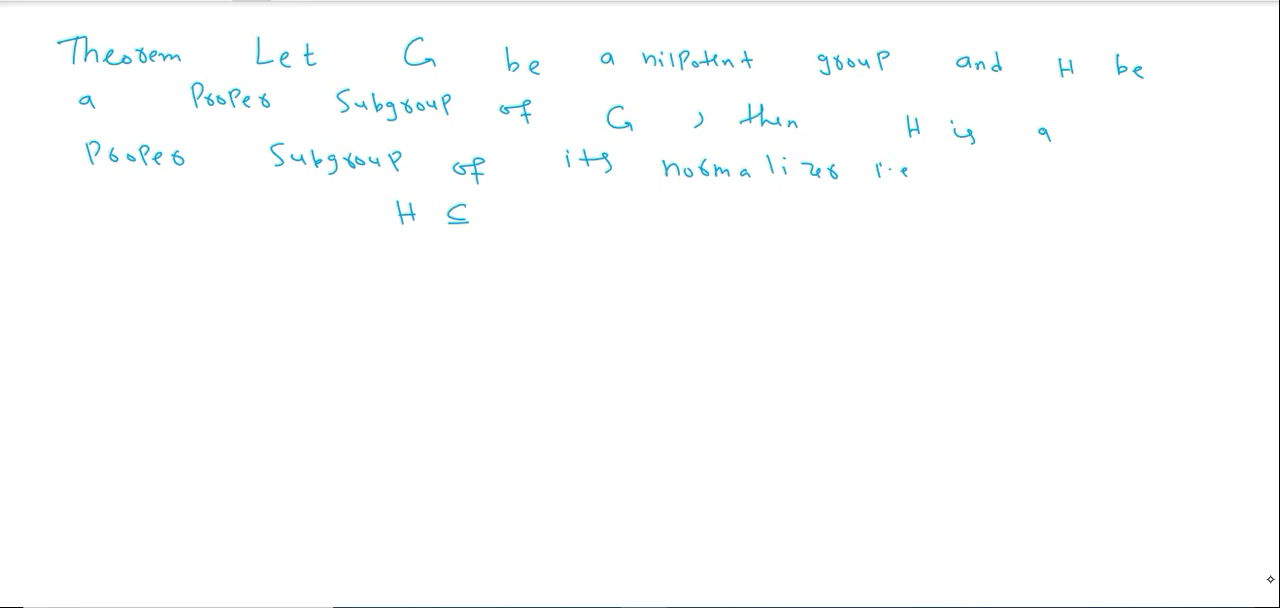 Theorem Let G be a nilpotent group and H be
a Proper Subgroup of G , then H is a
Proper Subgroup of its normalizer i.e
H ⊆